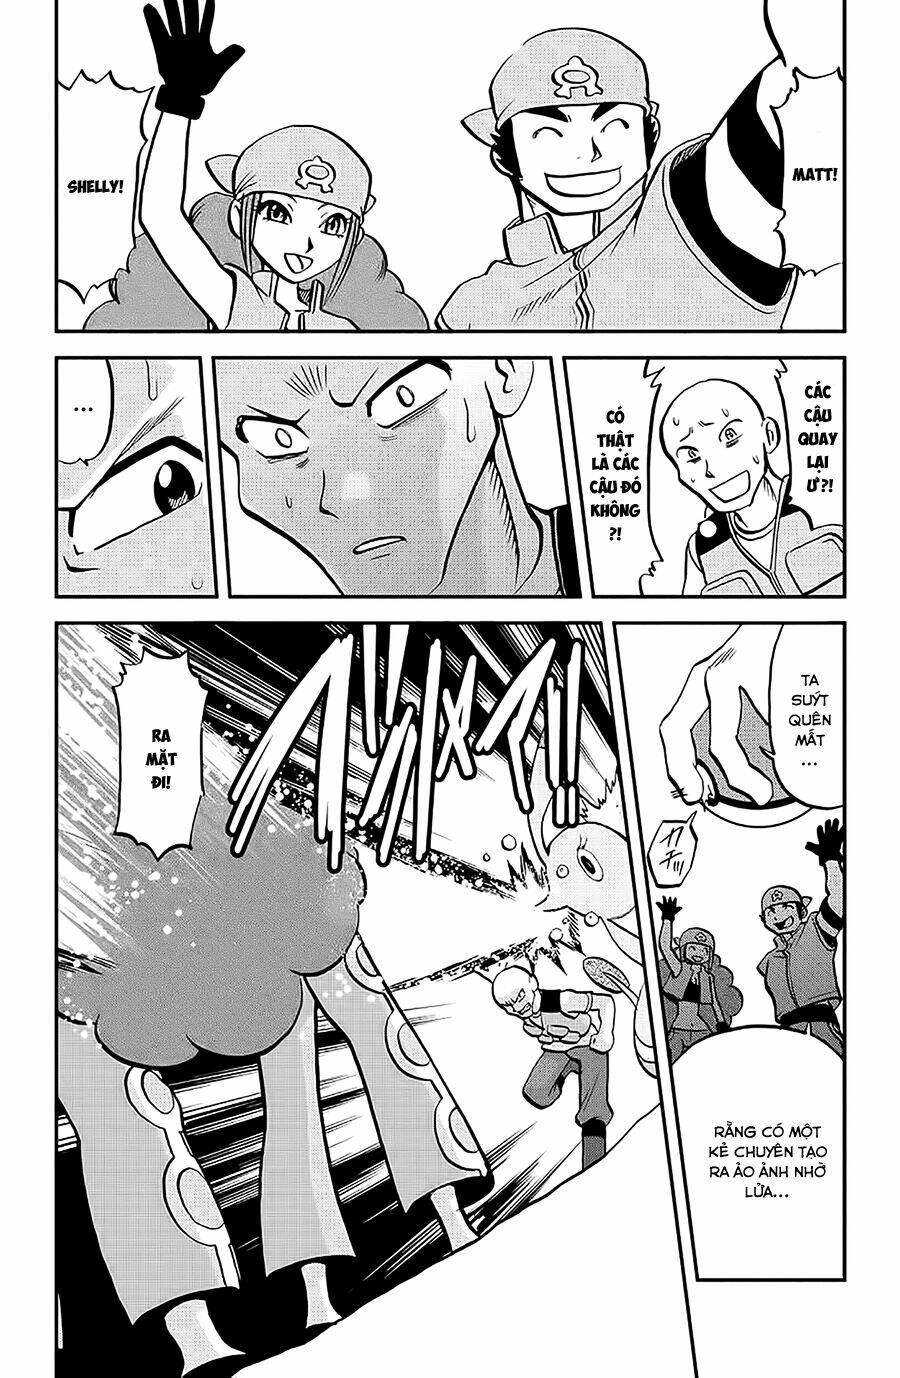 MATT!
SHELLY!
CÁC
CẬU
QUAY
LẠI
Ư?!
CÓ
THẬT
LÀ CÁC
CẬU ĐÓ
KHÔNG
?!
...
TA
SUÝT
QUÊN
MẤT
...
RẰNG CÓ MỘT
KẺ CHUYÊN TẠO
RA ẢO ẢNH NHỜ
LỬA...
RA
MẶT
ĐI!